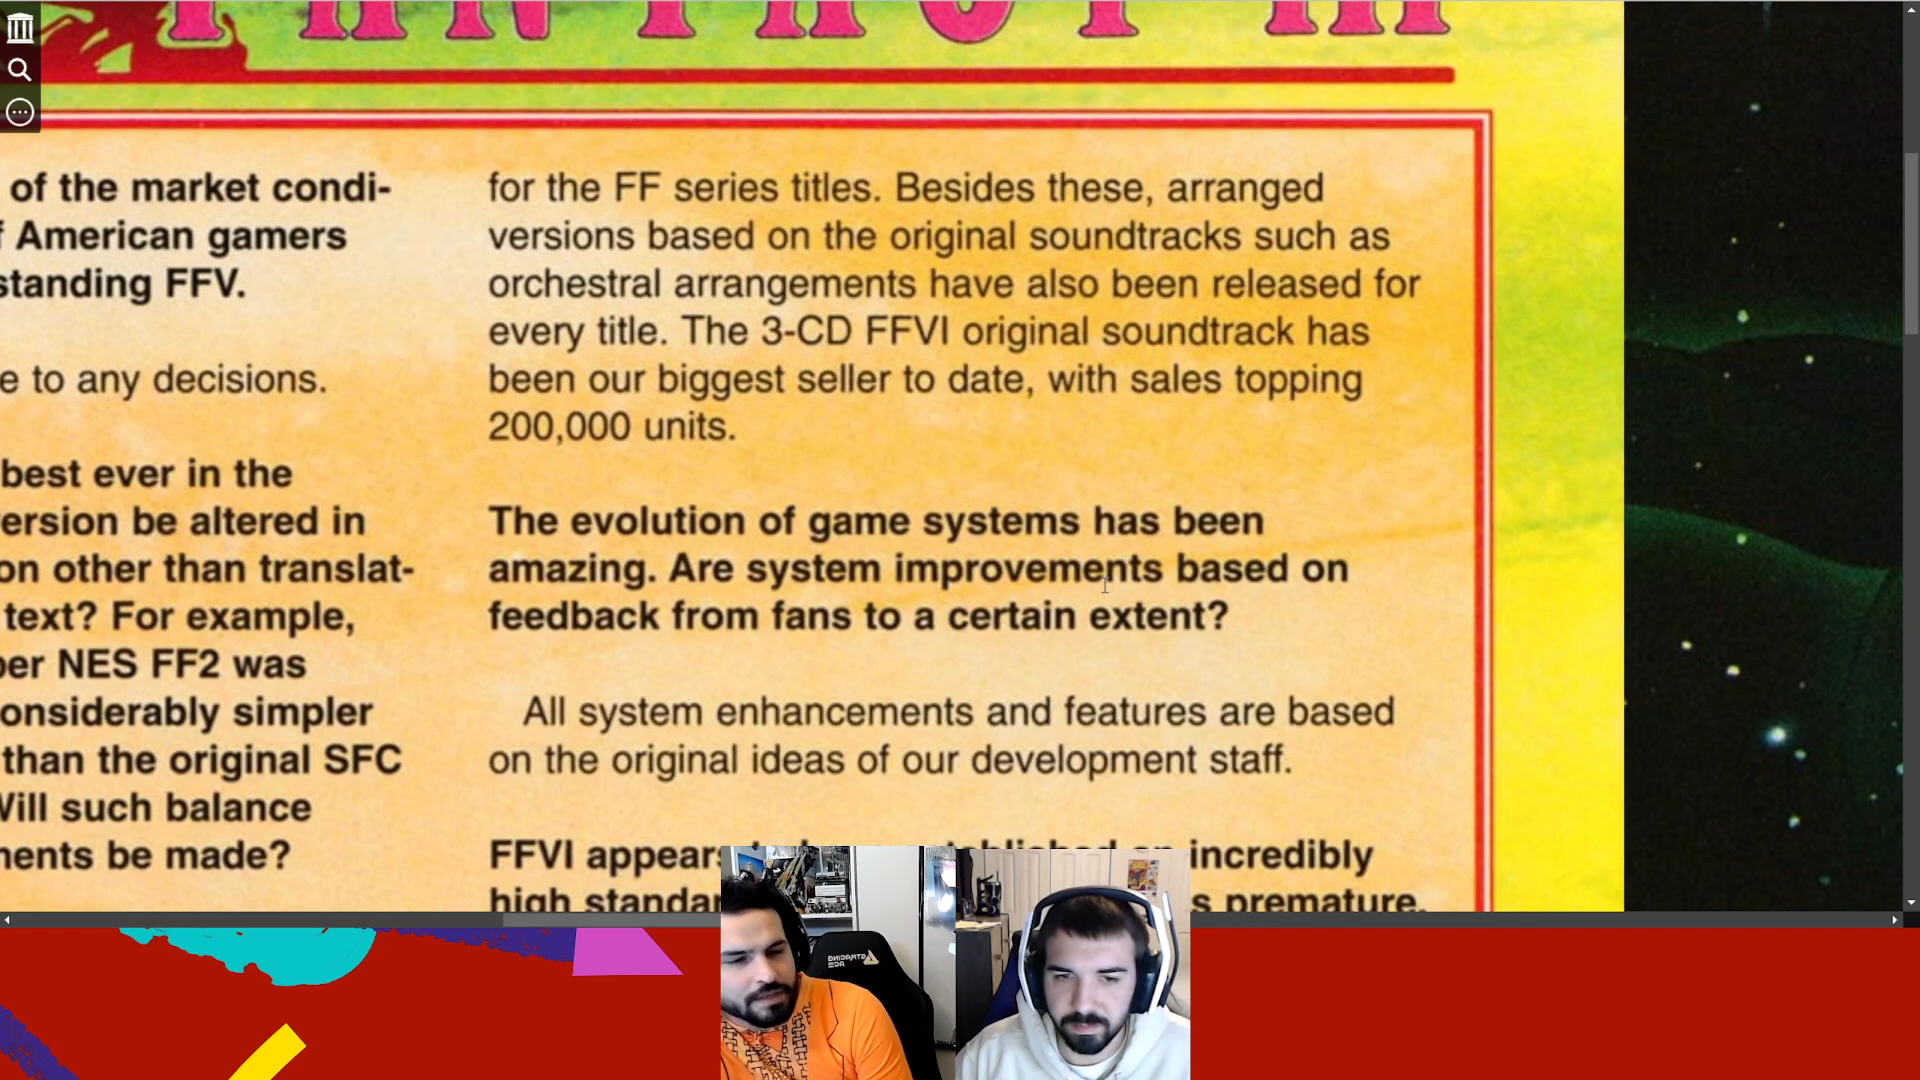 of the market condi-
American gamers
standing FFV.
e to any decisions.
best ever in the
ersion be altered in
on other than translat-
text? For example,
per NES FF2 was
onsiderably simpler
than the original SFC
Will such balance
ments be made?
for the FF series titles. Besides these, arranged
versions based on the original soundtracks such as
orchestral arrangements have also been released for
every title. The 3-CD FFVI original soundtrack has
been our biggest seller to date, with sales topping
200,000 units.
The evolution of game systems has been
amazing. Are system improvements based on
feedback from fans to a certain extent?
All system enhancements and features are based
on the original ideas of our development staff.
FFVI appears incredibly
high standar s premature.